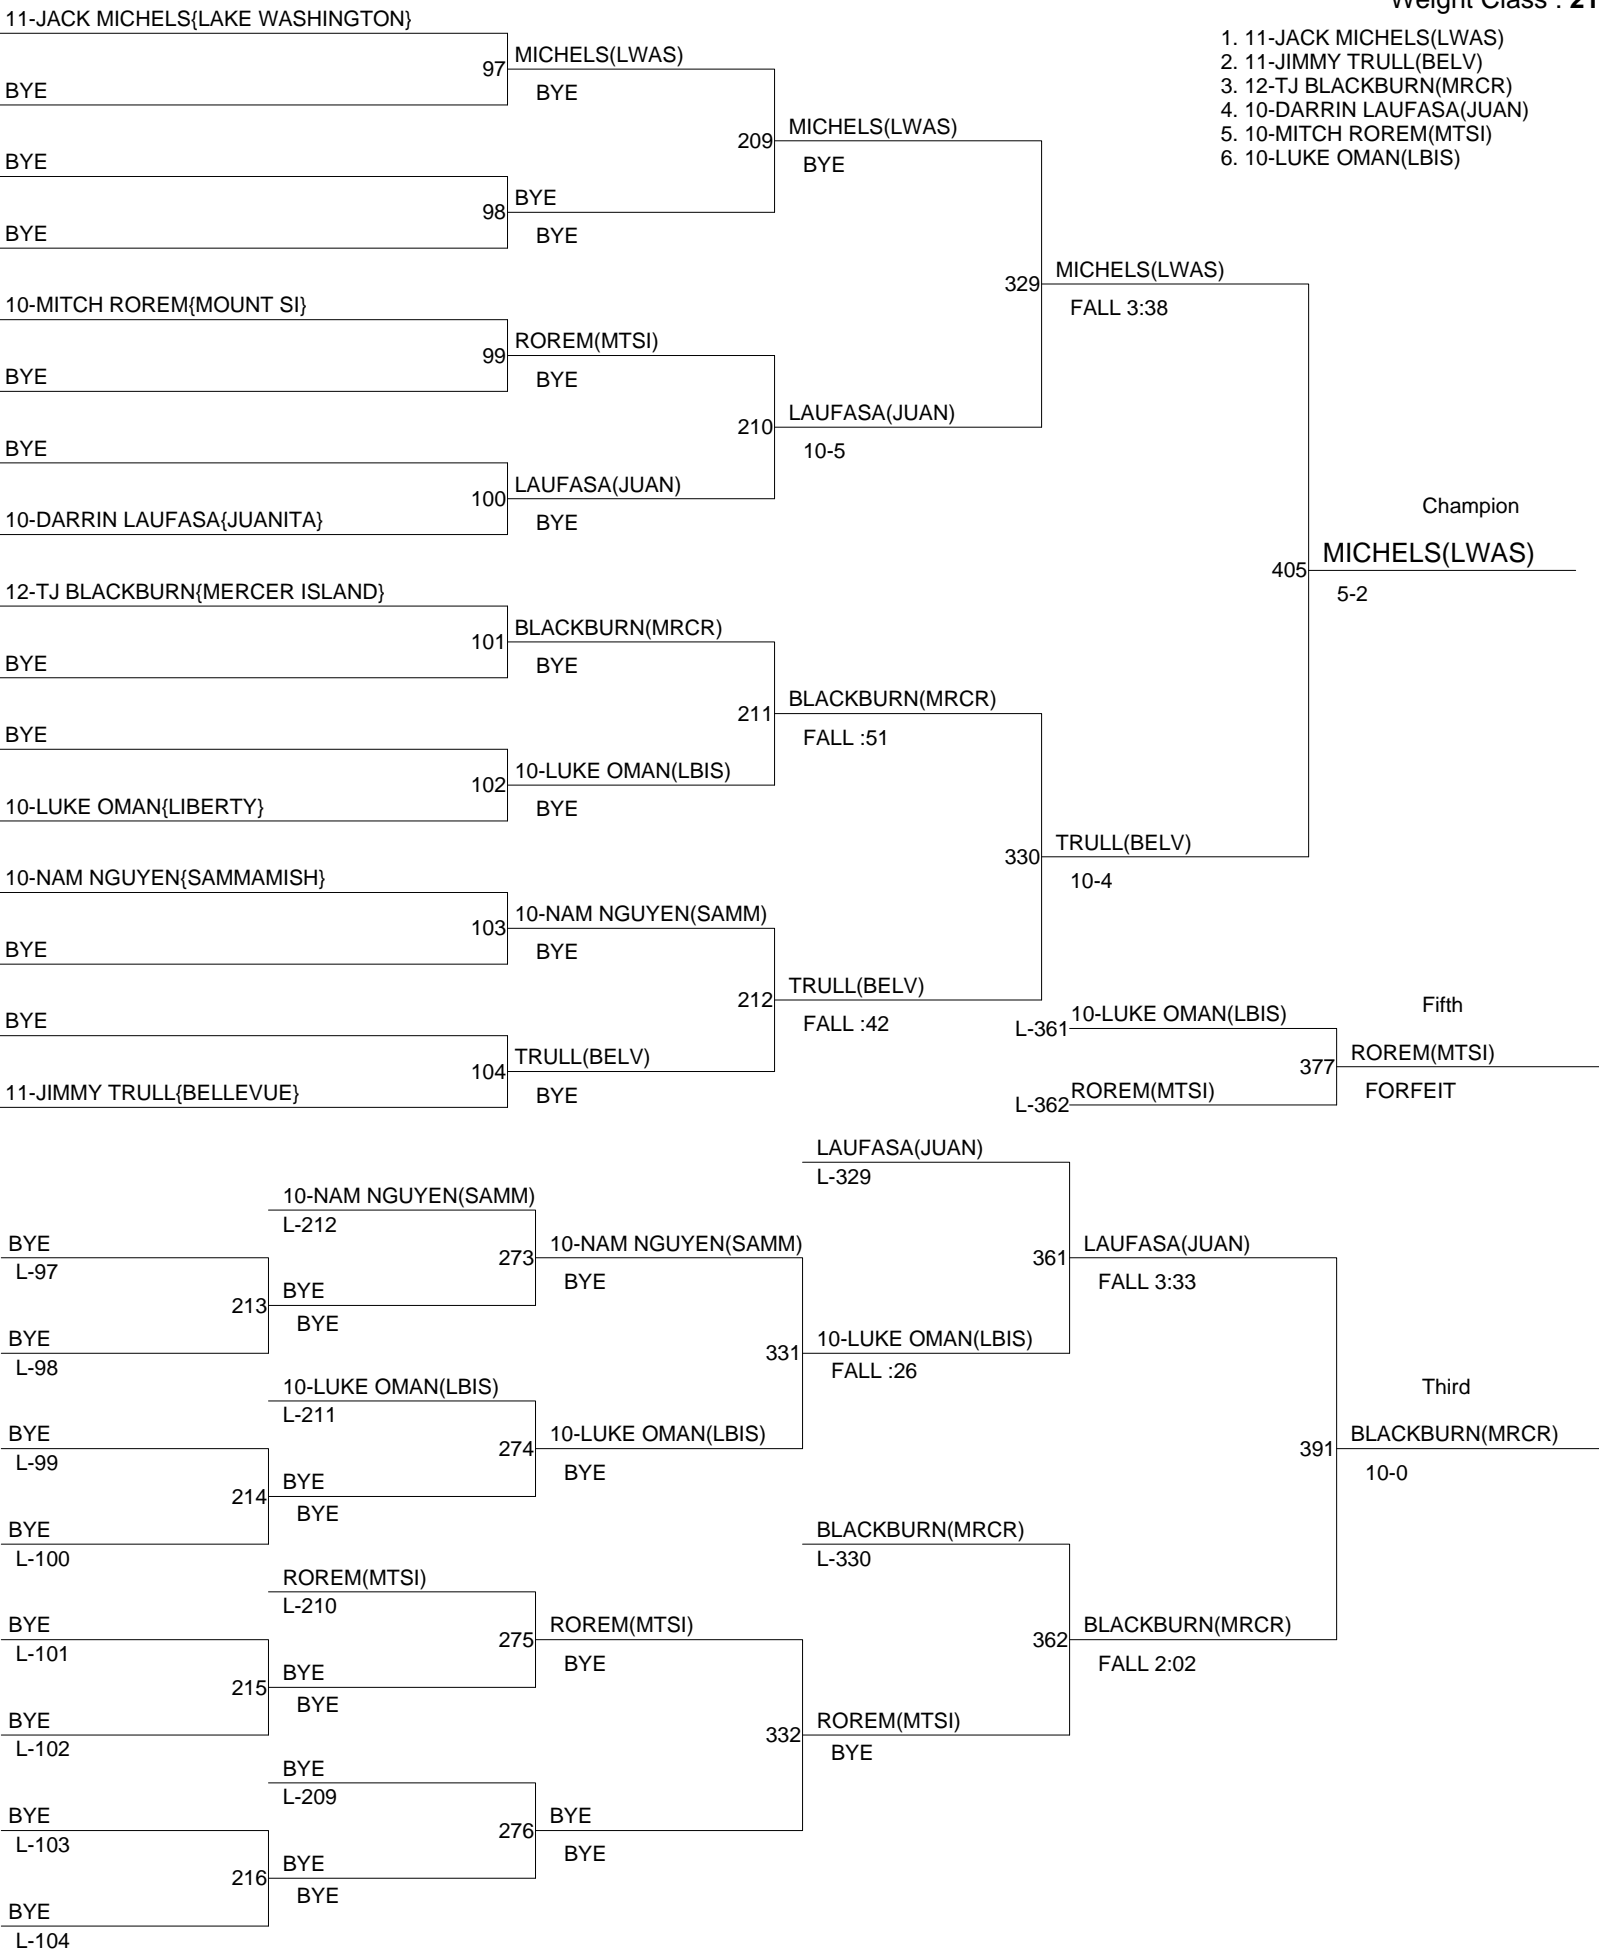 Weight Class : 21
1. 11-JACK MICHELS(LWAS)
2. 11-JIMMY TRULL(BELV)
3. 12-TJ BLACKBURN(MRCR)
4. 10-DARRIN LAUFASA(JUAN)
5. 10-MITCH ROREM(MTSI)
6. 10-LUKE OMAN(LBIS)
11-JACK MICHELS{LAKE WASHINGTON}
BYE
BYE
BYE
10-MITCH ROREM{MOUNT SI}
BYE
BYE
10-DARRIN LAUFASA{JUANITA}
12-TJ BLACKBURN{MERCER ISLAND}
BYE
BYE
10-LUKE OMAN{LIBERTY}
10-NAM NGUYEN{SAMMAMISH}
BYE
BYE
11-JIMMY TRULL{BELLEVUE}
97 MICHELS(LWAS)
BYE
98 BYE
BYE
99 ROREM(MTSI)
BYE
100 LAUFASA(JUAN)
BYE
101 BLACKBURN(MRCR)
BYE
102 10-LUKE OMAN(LBIS)
BYE
103 10-NAM NGUYEN(SAMM)
BYE
104 TRULL(BELV)
BYE
209 MICHELS(LWAS)
BYE
210 LAUFASA(JUAN)
10-5
211 BLACKBURN(MRCR)
FALL :51
212 TRULL(BELV)
FALL :42
329 MICHELS(LWAS)
FALL 3:38
330 TRULL(BELV)
10-4
Champion
405 MICHELS(LWAS)
5-2
Fifth
L-361 10-LUKE OMAN(LBIS)
L-362 ROREM(MTSI)
377 ROREM(MTSI)
FORFEIT
BYE
L-97
BYE
L-98
BYE
L-99
BYE
L-100
BYE
L-101
BYE
L-102
BYE
L-103
BYE
L-104
10-NAM NGUYEN(SAMM)
L-212
213 BYE
BYE
10-LUKE OMAN(LBIS)
L-211
214 BYE
BYE
ROREM(MTSI)
L-210
215 BYE
BYE
BYE
L-209
216 BYE
BYE
273 10-NAM NGUYEN(SAMM)
BYE
274 10-LUKE OMAN(LBIS)
BYE
275 ROREM(MTSI)
BYE
276 BYE
BYE
LAUFASA(JUAN)
L-329
331 10-LUKE OMAN(LBIS)
FALL :26
BLACKBURN(MRCR)
L-330
332 ROREM(MTSI)
BYE
361 LAUFASA(JUAN)
FALL 3:33
362 BLACKBURN(MRCR)
FALL 2:02
Third
391 BLACKBURN(MRCR)
10-0